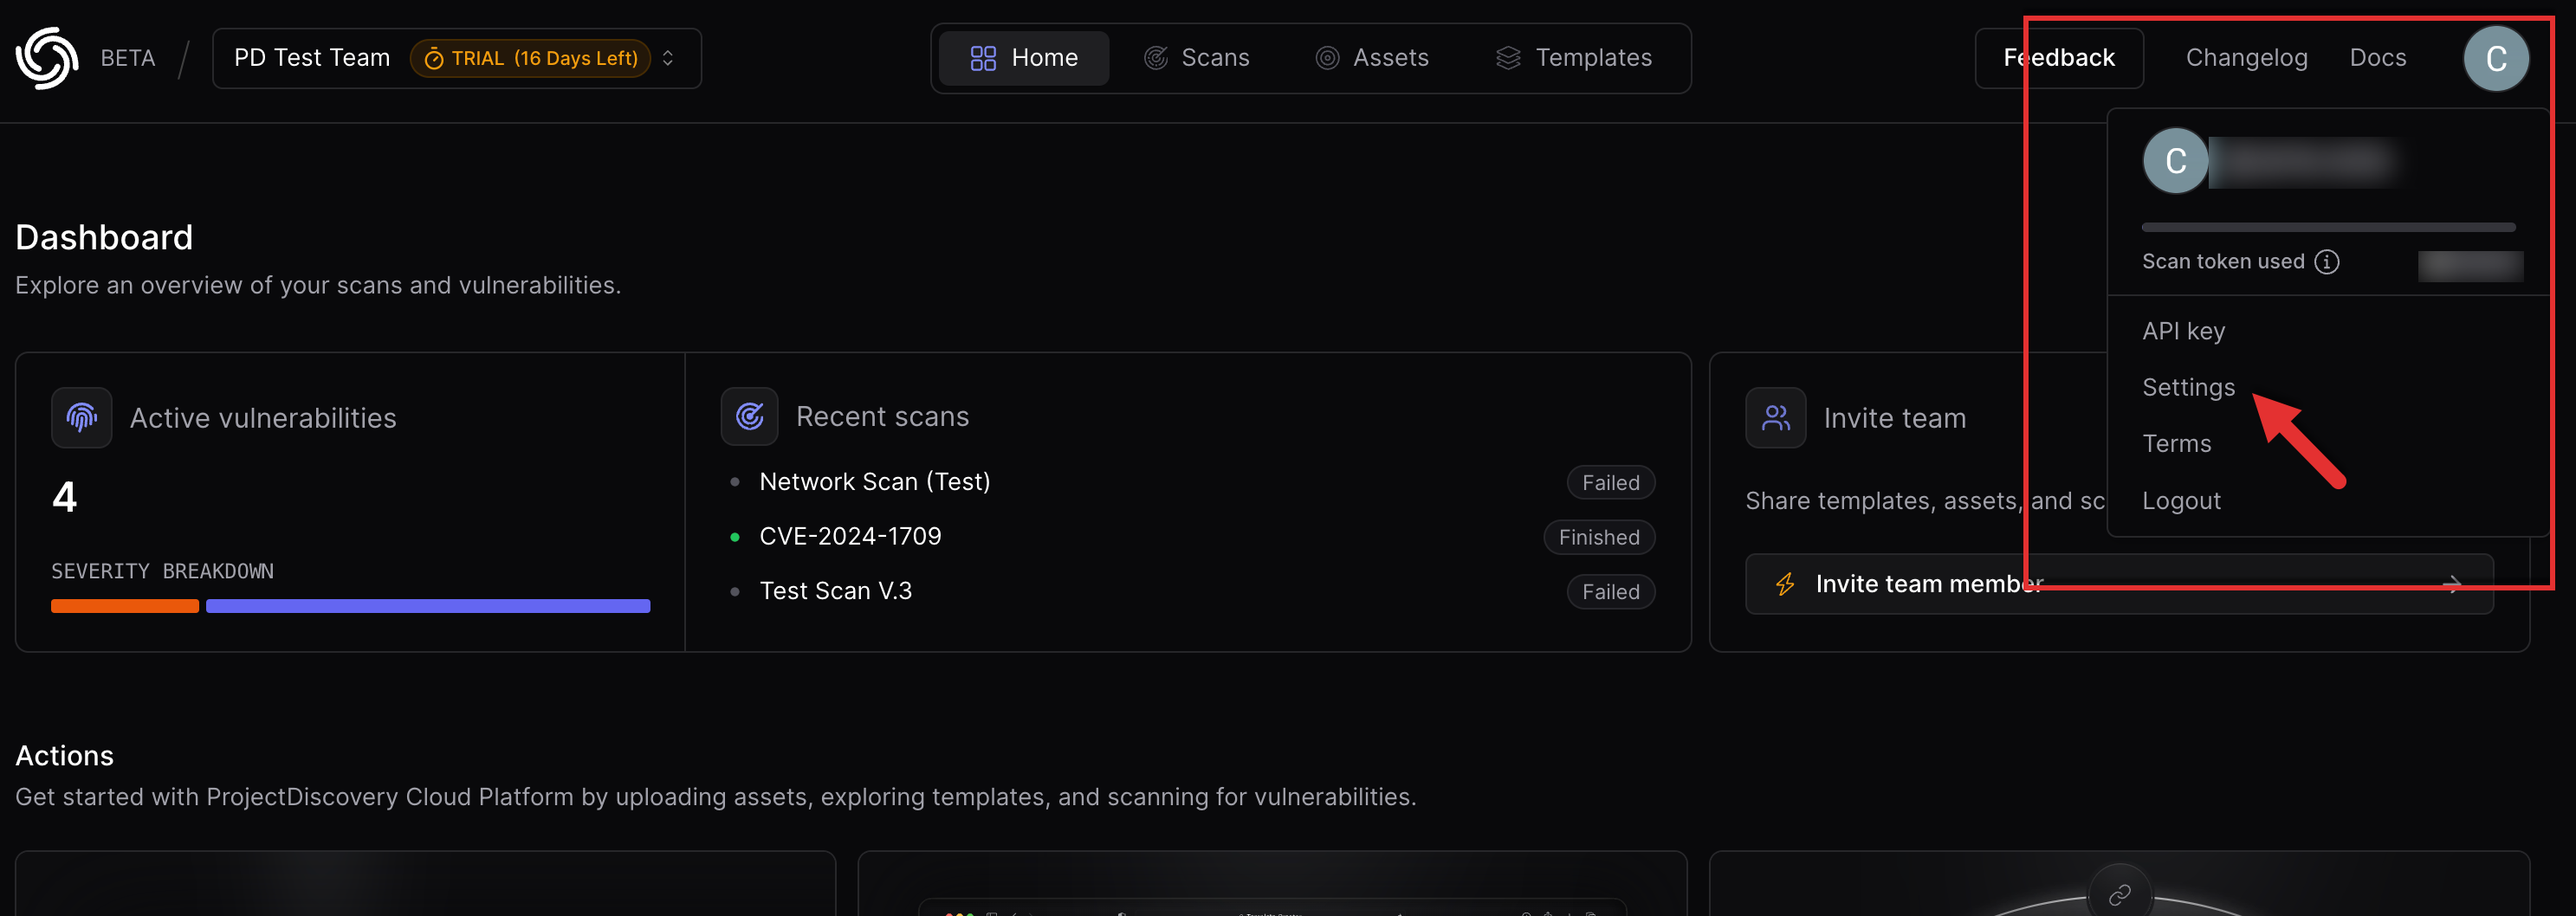 BETA / PD Test Team TRIAL (16 Days Left)
Home Scans Assets Templates
Feedback Changelog Docs C
C
Scan token used
API key
Settings
Terms
Logout
Dashboard
Explore an overview of your scans and vulnerabilities.
Active vulnerabilities
4
SEVERITY BREAKDOWN
Recent scans
Network Scan (Test) Failed
CVE-2024-1709 Finished
Test Scan V.3 Failed
Invite team
Share templates, assets, and sc
Invite team member
Actions
Get started with ProjectDiscovery Cloud Platform by uploading assets, exploring templates, and scanning for vulnerabilities.